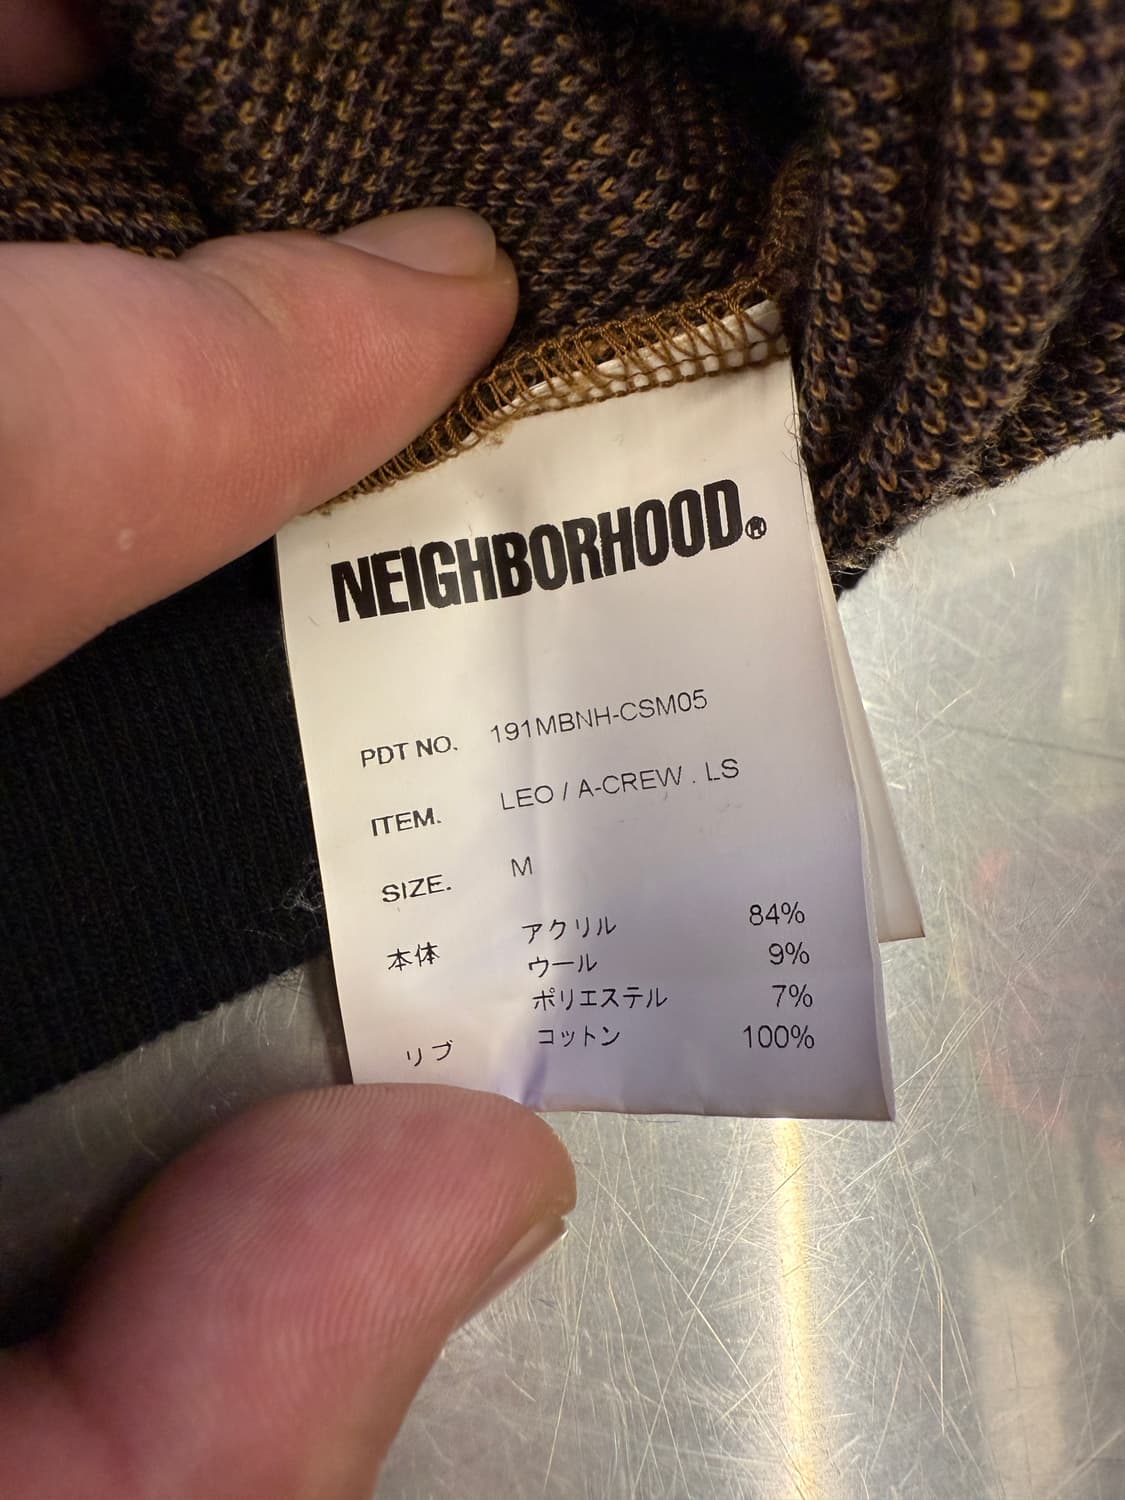 NEIGHBORHOOD®
PDT NO. 191MBNH-CSM05
ITEM. LEO / A-CREW . LS
SIZE. M
本体 アクリル 84%
ウール 9%
ポリエステル 7%
リブ コットン 100%